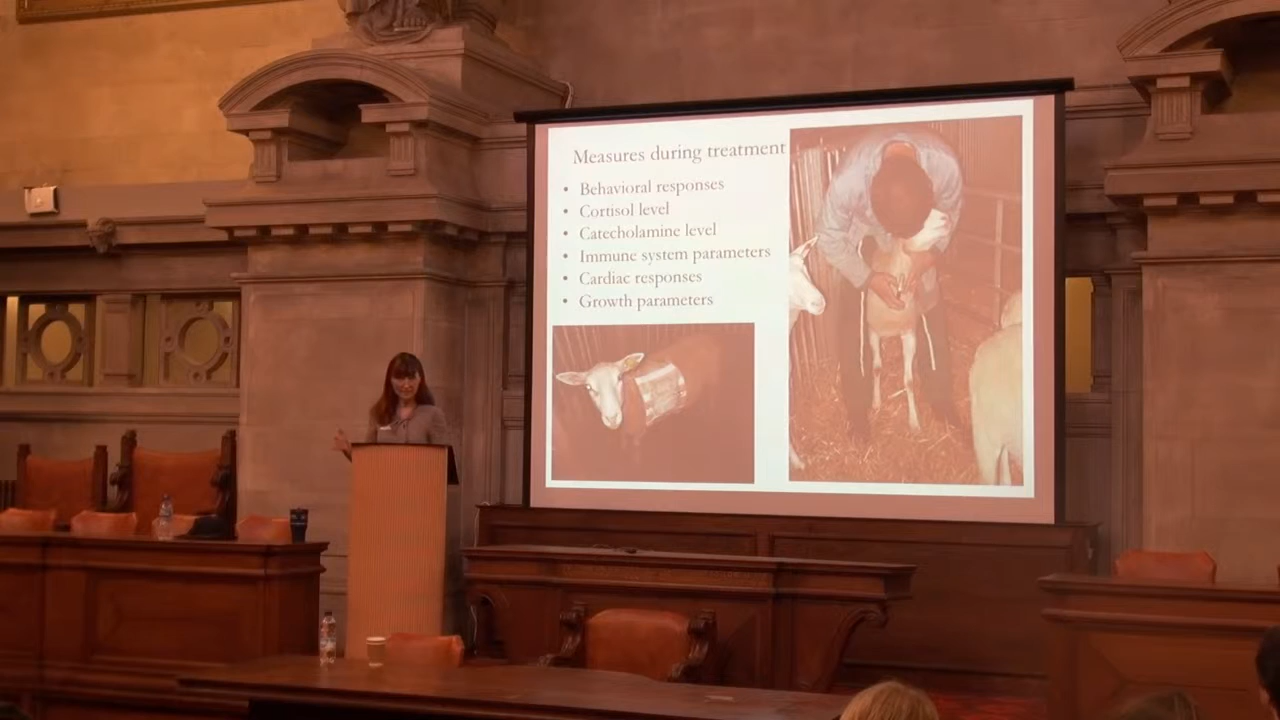 Measures during treatment
• Behavioral responses
• Cortisol level
• Catecholamine level
• Immune system parameters
• Cardiac responses
• Growth parameters